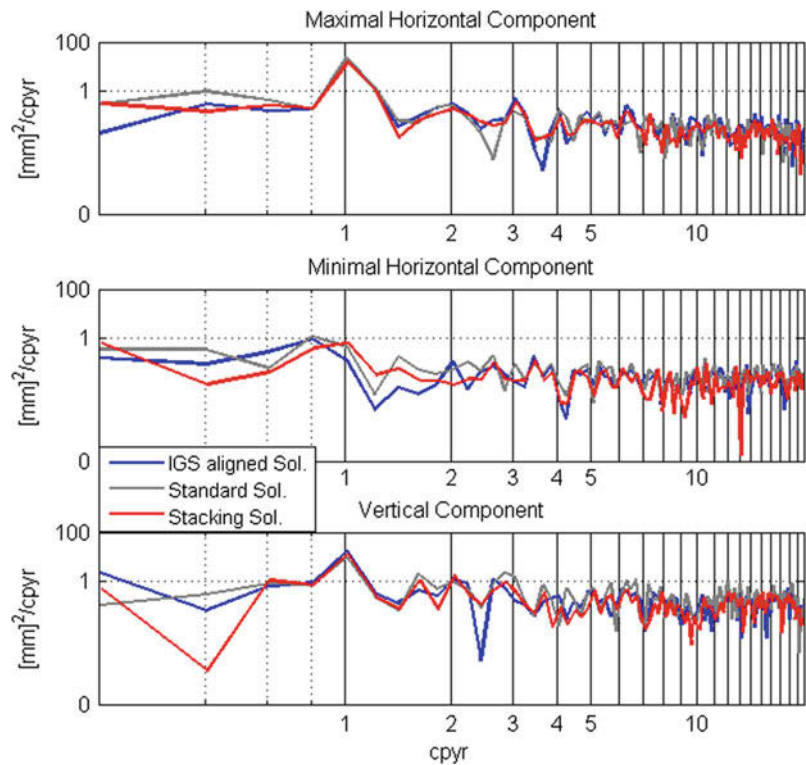 Maximal Horizontal Component
100
1
0
[mm]²/cpyr
1 2 3 4 5 10
Minimal Horizontal Component
100
1
0
[mm]²/cpyr
1 2 3 4 5 10
IGS aligned Sol.
Standard Sol.
Stacking Sol.
Vertical Component
100
1
0
[mm]²/cpyr
1 2 3 4 5 10
cpyr